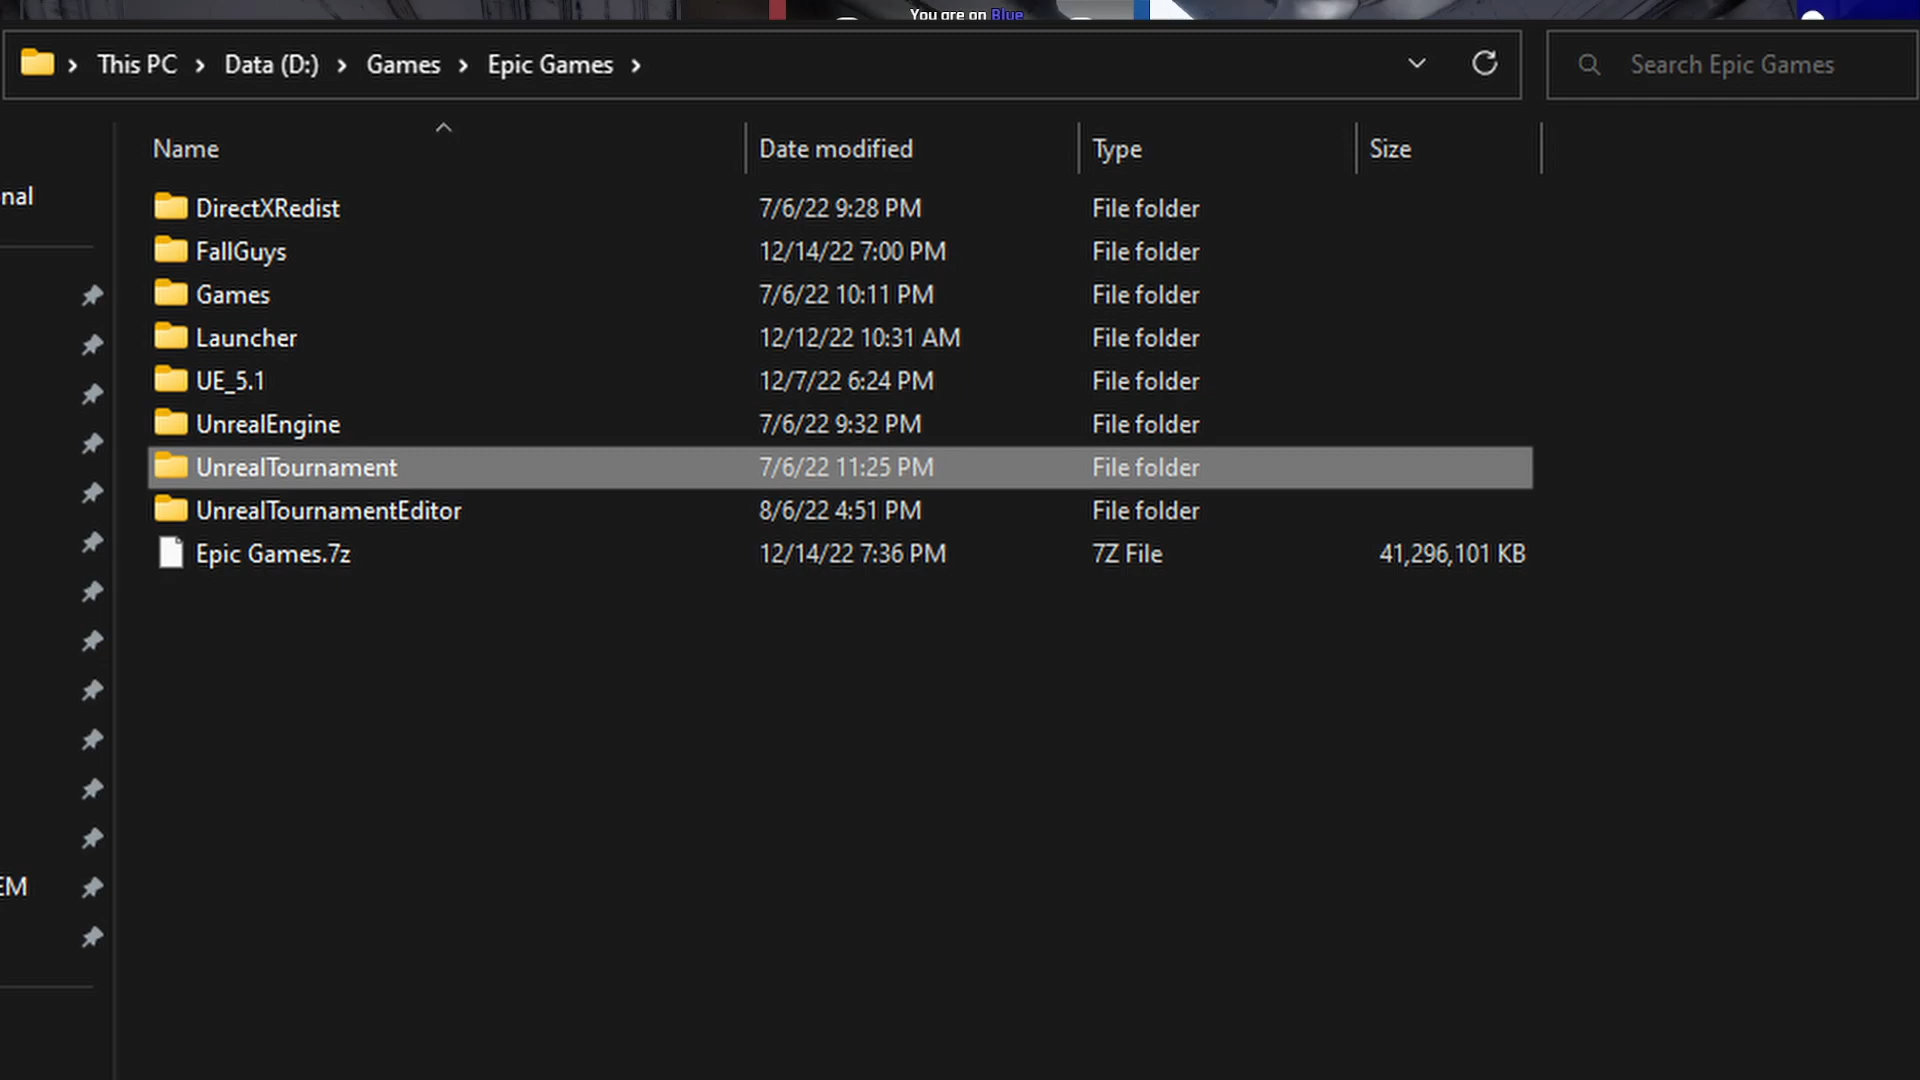 You are on Blue
This PC Data (D:) Games Epic Games Search Epic Games
Name Date modified Type Size
nal
DirectXRedist 7/6/22 9:28 PM File folder
FallGuys 12/14/22 7:00 PM File folder
Games 7/6/22 10:11 PM File folder
Launcher 12/12/22 10:31 AM File folder
UE_5.1 12/7/22 6:24 PM File folder
UnrealEngine 7/6/22 9:32 PM File folder
UnrealTournament 7/6/22 11:25 PM File folder
UnrealTournamentEditor 8/6/22 4:51 PM File folder
Epic Games.7z 12/14/22 7:36 PM 7Z File 41,296,101 KB
EM